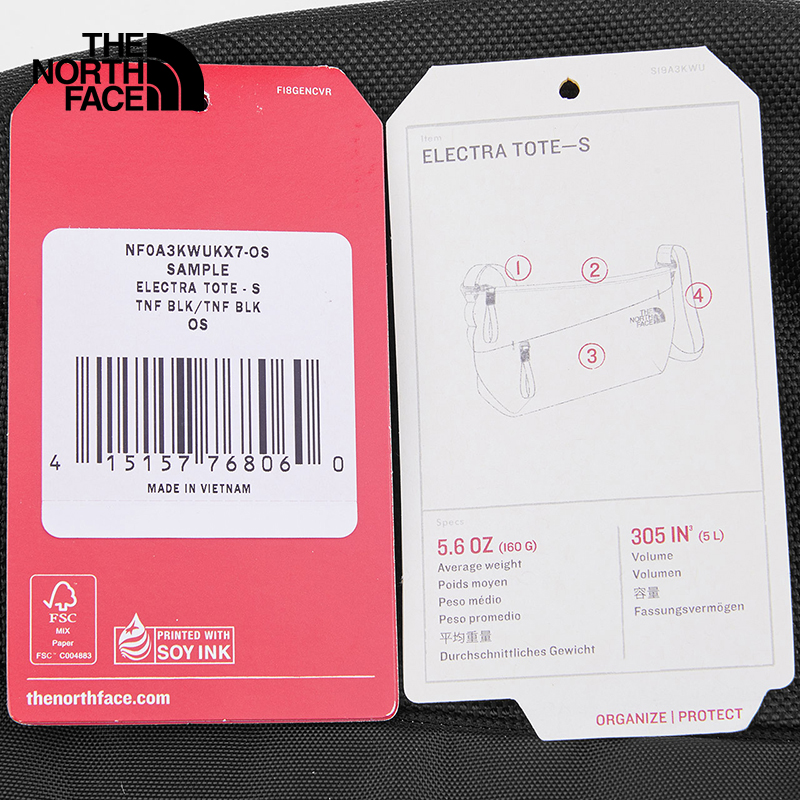 THE
NORTH
FACE
FI8GENCVR
NF0A3KWUKX7-OS
SAMPLE
ELECTRA TOTE - S
TNF BLK/TNF BLK
OS
4 15157 76806 0
MADE IN VIETNAM
FSC
MIX
Paper
FSC™ C004883
PRINTED WITH
SOY INK
thenorthface.com
SI9A3KWU
Item
ELECTRA TOTE—S
1
2
3
4
THE
NORTH
FACE
Specs
5.6 OZ (160 G)
Average weight
Poids moyen
Peso médio
Peso promedio
平均重量
Durchschnittliches Gewicht
305 IN³ (5 L)
Volume
Volumen
容量
Fassungsvermögen
ORGANIZE | PROTECT